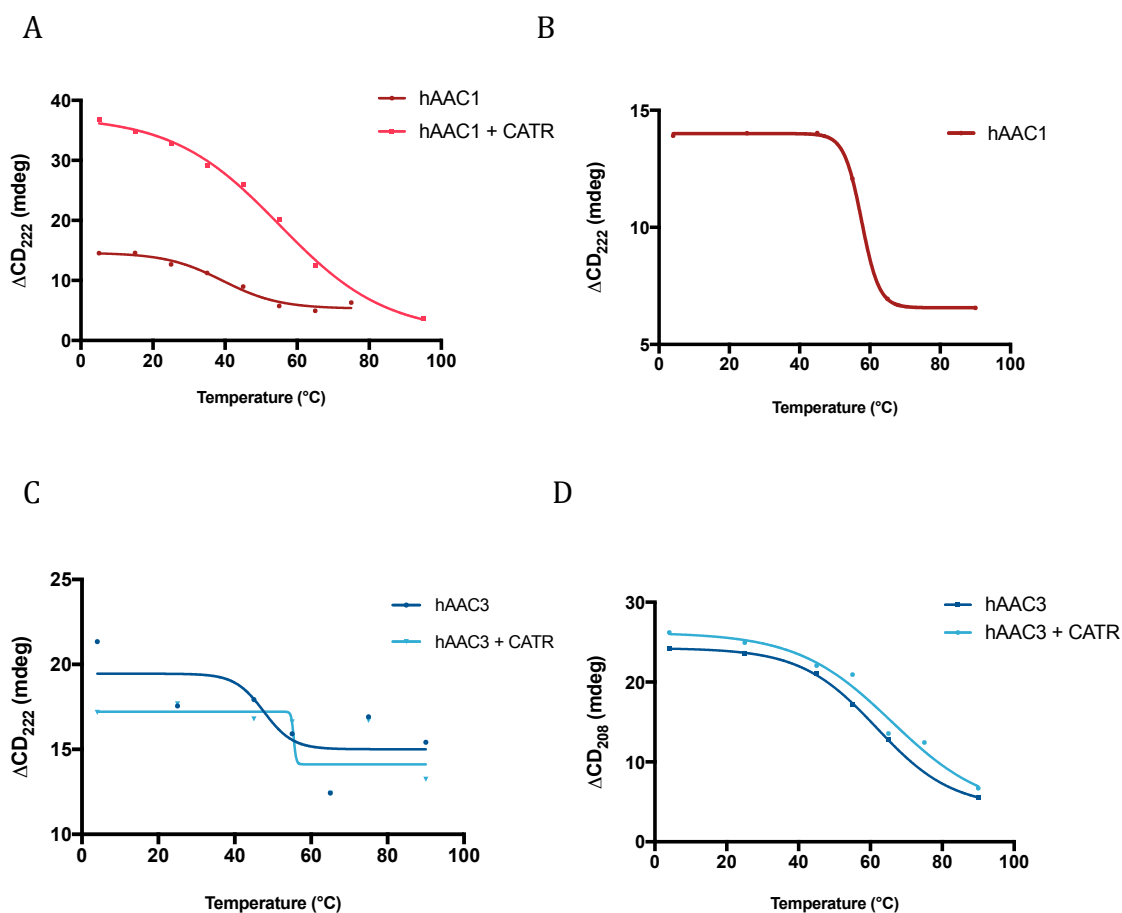 A
B
hAAC1
hAAC1 + CATR
40
30
20
10
0
ΔCD222 (mdeg)
0 20 40 60 80 100
Temperature (°C)
hAAC1
15
10
5
ΔCD222 (mdeg)
0 20 40 60 80 100
Temperature (°C)
C
D
hAAC3
hAAC3 + CATR
25
20
15
10
ΔCD222 (mdeg)
0 20 40 60 80 100
Temperature (°C)
hAAC3
hAAC3 + CATR
30
20
10
0
ΔCD208 (mdeg)
0 20 40 60 80 100
Temperature (°C)